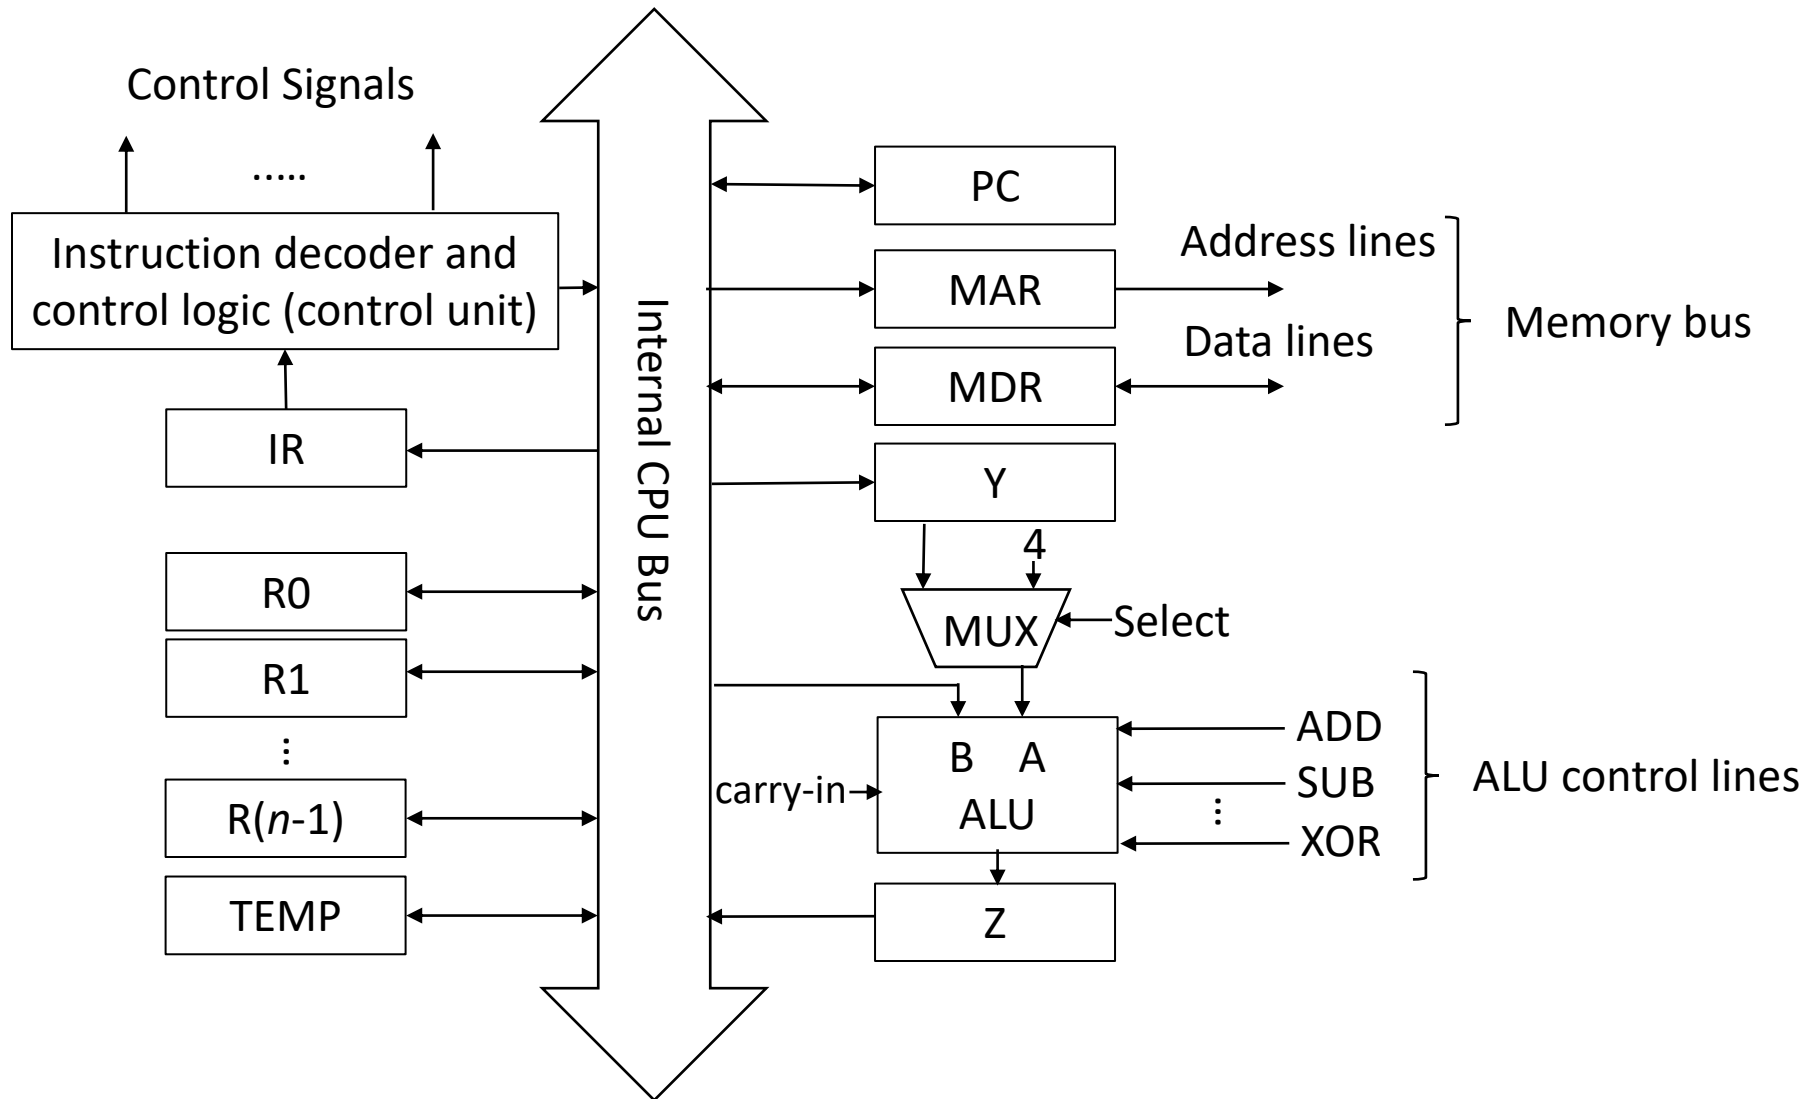 Control Signals
.....
Instruction decoder and
control logic (control unit)
IR
R0
R1
...
R(n-1)
TEMP
Internal CPU Bus
PC
MAR
MDR
Y
4
MUX
Select
B A
ALU
carry-in
Z
Address lines
Data lines
Memory bus
ADD
SUB
...
XOR
ALU control lines